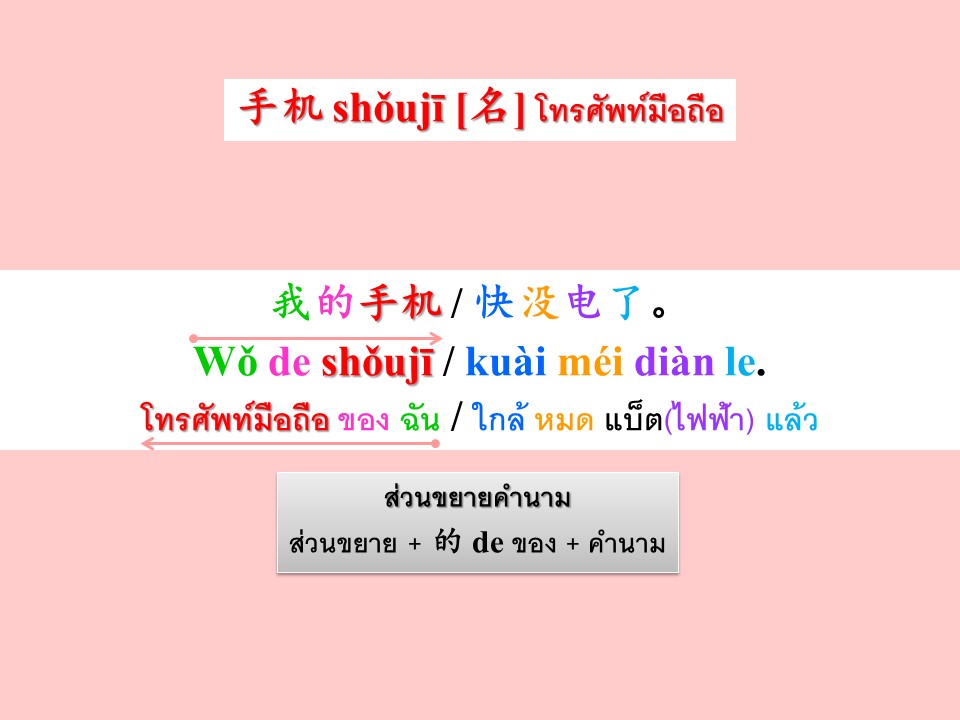 手机 shǒujī [名] โทรศัพท์มือถือ
我的手机 / 快没电了。
Wǒ de shǒujī / kuài méi diàn le.
โทรศัพท์มือถือ ของ ฉัน / ใกล้ หมด แบ็ต(ไฟฟ้า) แล้ว
ส่วนขยายคำนาม
ส่วนขยาย + 的 de ของ + คำนาม